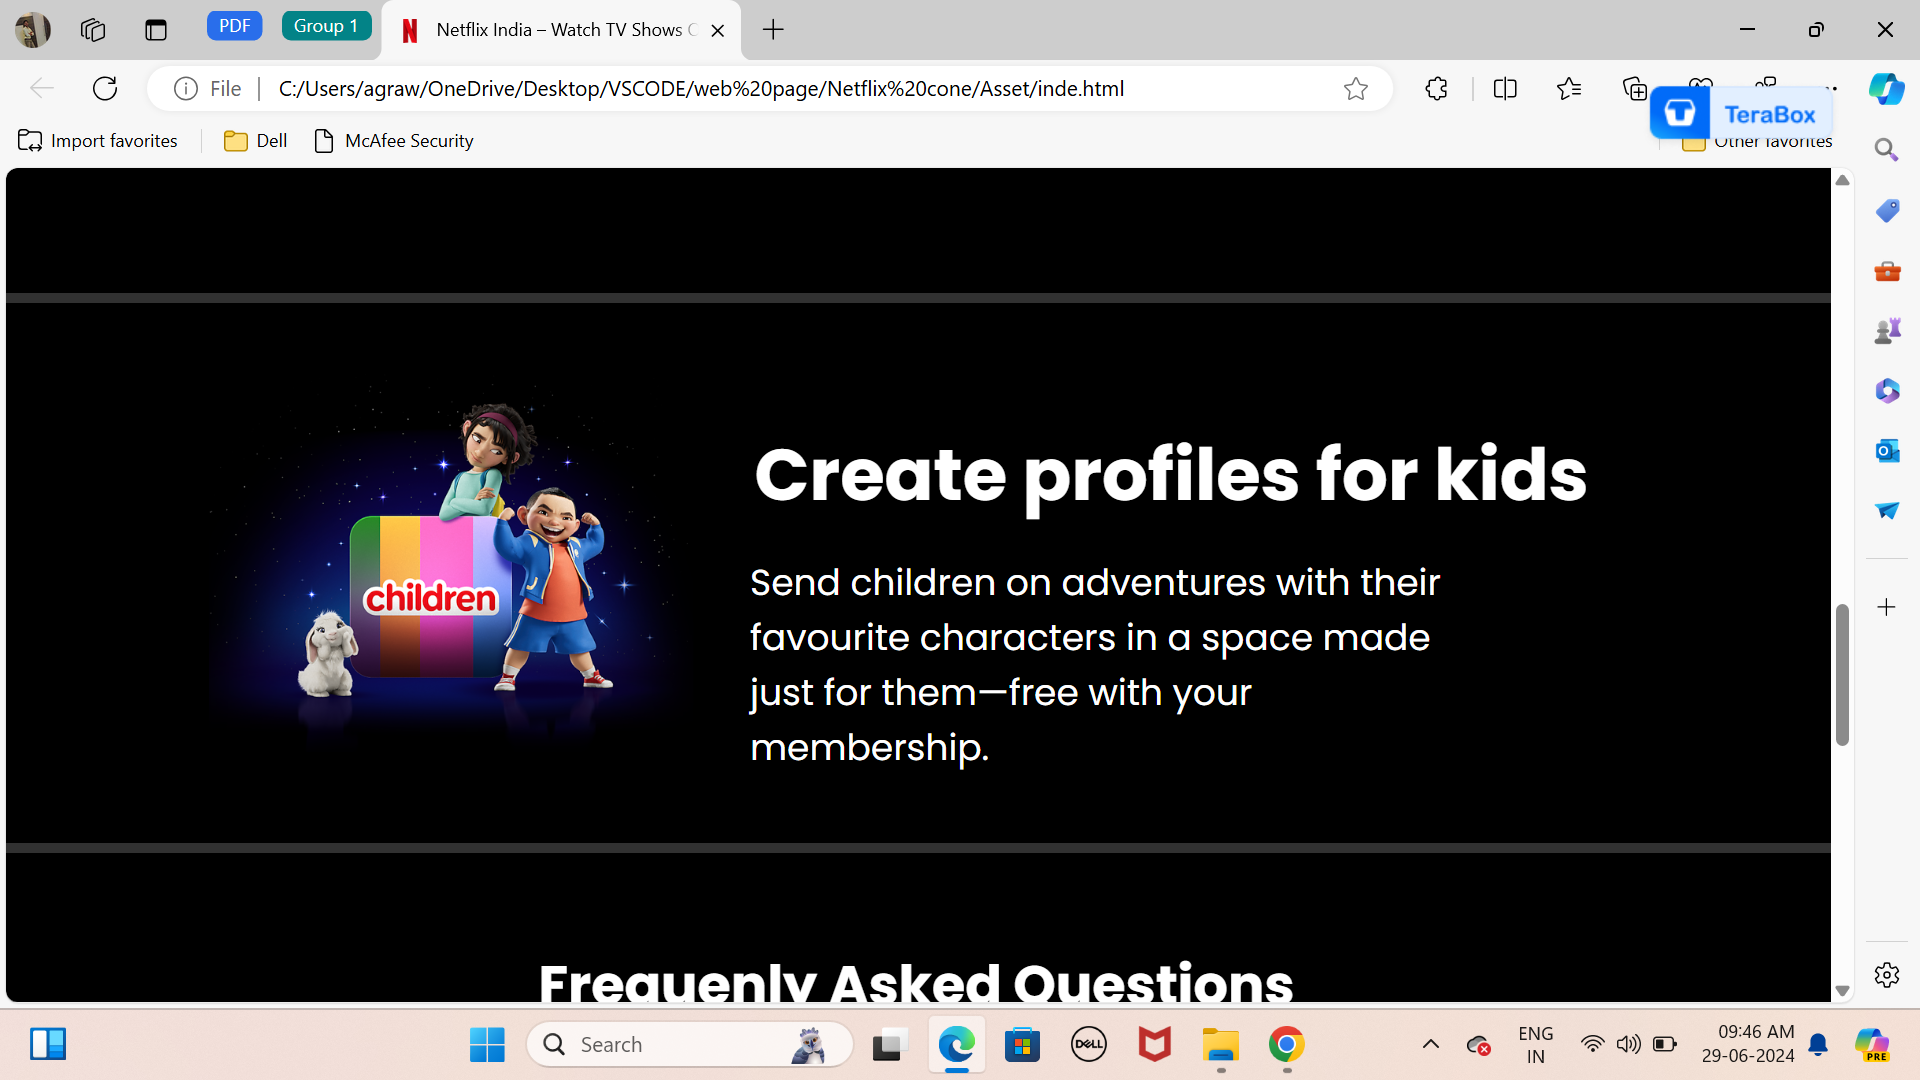 PDF
Group 1
Netflix India – Watch TV Shows
File
C:/Users/agraw/OneDrive/Desktop/VSCODE/web%20page/Netflix%20cone/Asset/inde.html
TeraBox
Import favorites
Dell
McAfee Security
Other favorites
Create profiles for kids
children
Send children on adventures with their
favourite characters in a space made
just for them—free with your
membership.
Frequenly Asked Questions
Search
DELL
ENG
IN
09:46 AM
29-06-2024
PRE